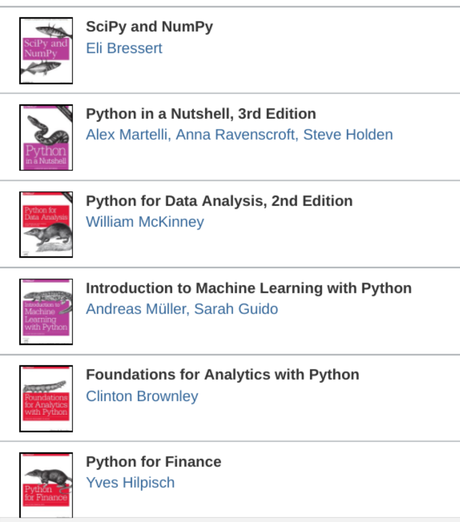 SciPy and
NumPy
SciPy and NumPy
Eli Bressert
Python
in a Nutshell
Python in a Nutshell, 3rd Edition
Alex Martelli, Anna Ravenscroft, Steve Holden
Python for
Data Analysis
Python for Data Analysis, 2nd Edition
William McKinney
Introduction to
Machine
Learning
with Python
Introduction to Machine Learning with Python
Andreas Müller, Sarah Guido
Foundations
for Analytics
with Python
Foundations for Analytics with Python
Clinton Brownley
Python
for Finance
Python for Finance
Yves Hilpisch